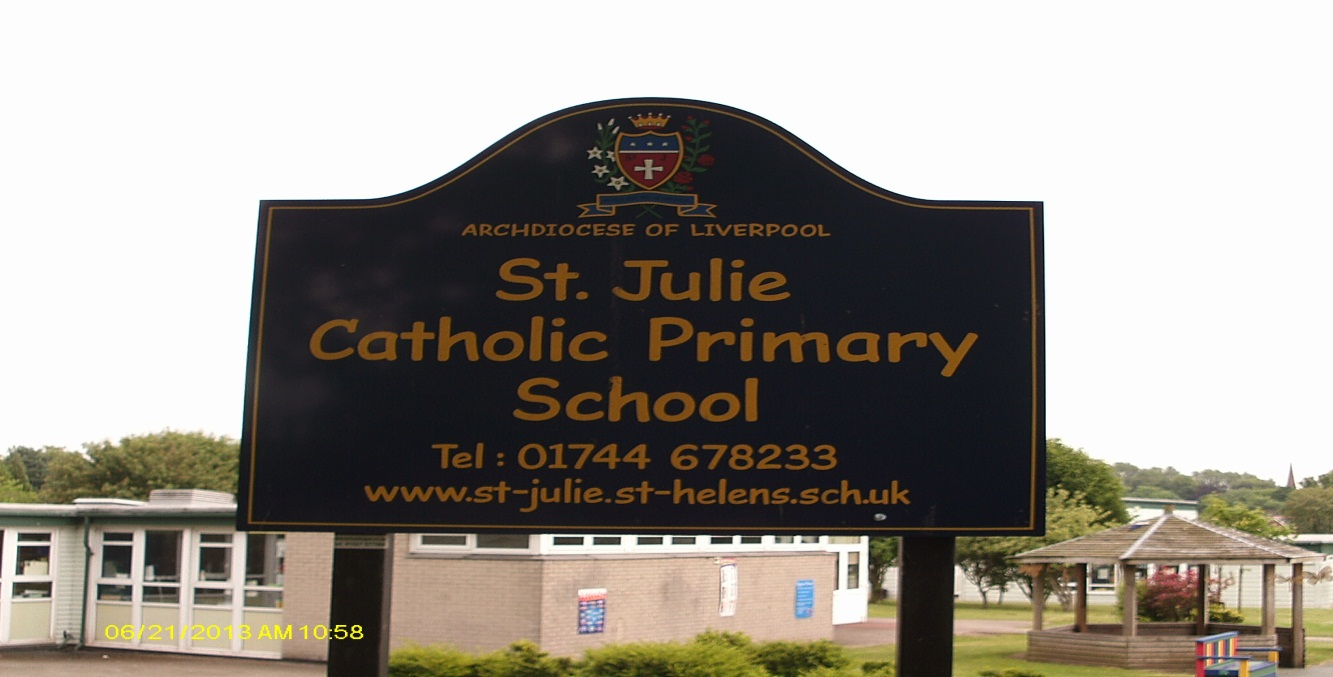 ARCHDIOCESE OF LIVERPOOL
St. Julie
Catholic Primary
School
Tel : 01744 678233
www.st-julie.st-helens.sch.uk
06/21/2013 AM 10:58